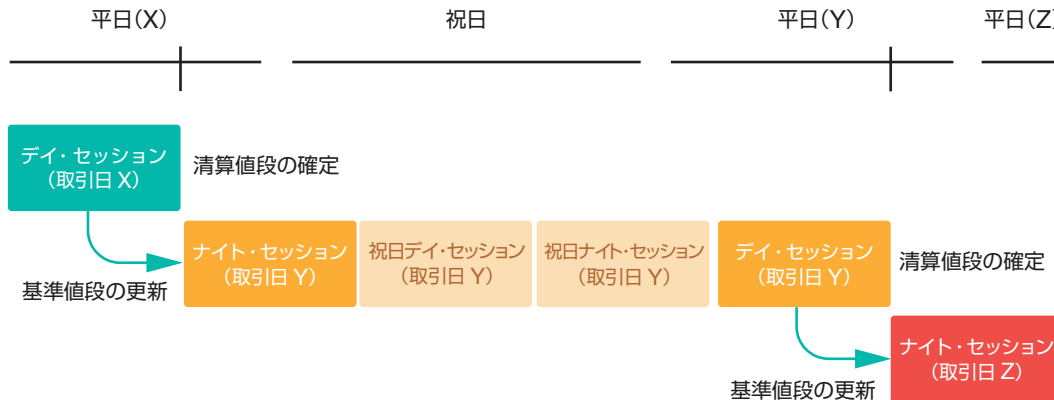 平日(X)
祝日
平日(Y)
平日(Z)
デイ・セッション
(取引日 X)
清算値段の確定
ナイト・セッション
(取引日 Y)
祝日デイ・セッション
(取引日 Y)
祝日ナイト・セッション
(取引日 Y)
デイ・セッション
(取引日 Y)
清算値段の確定
基準値段の更新
ナイト・セッション
(取引日 Z)
基準値段の更新